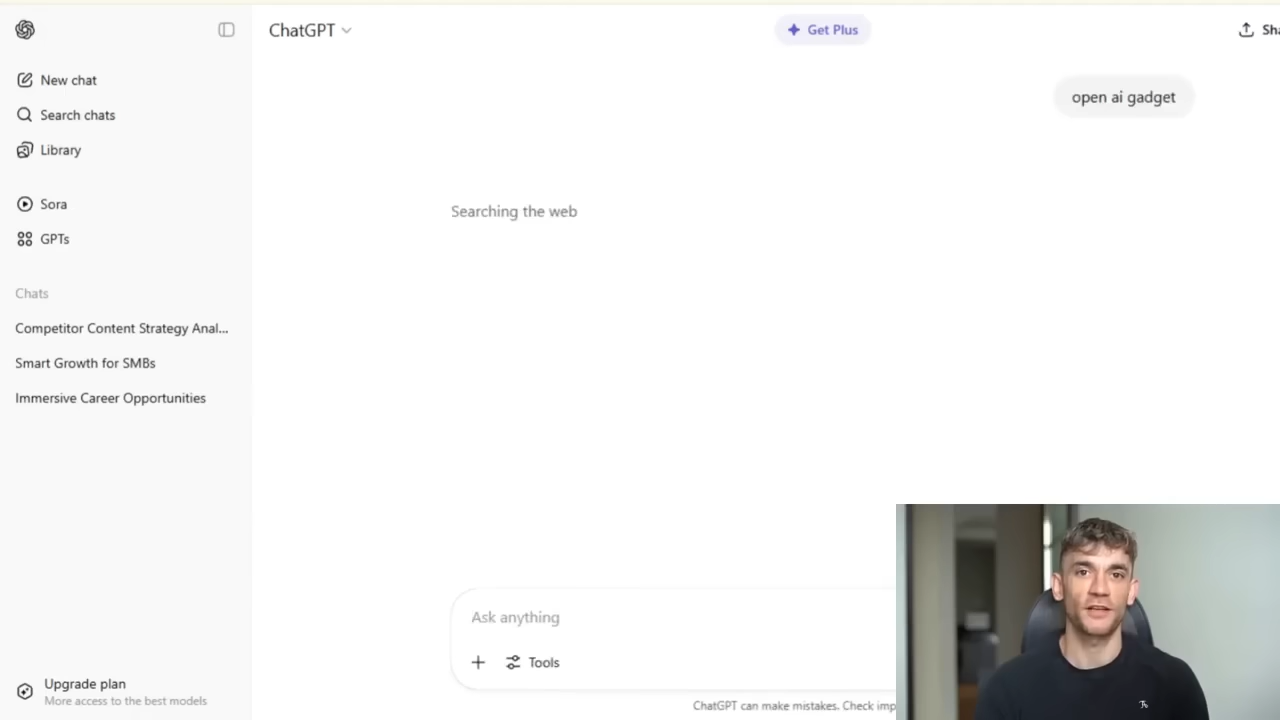 ChatGPT
Get Plus
Sha
New chat
Search chats
Library
Sora
GPTs
Chats
Competitor Content Strategy Anal...
Smart Growth for SMBs
Immersive Career Opportunities
Upgrade plan
More access to the best models
open ai gadget
Searching the web
Ask anything
Tools
ChatGPT can make mistakes. Check imp